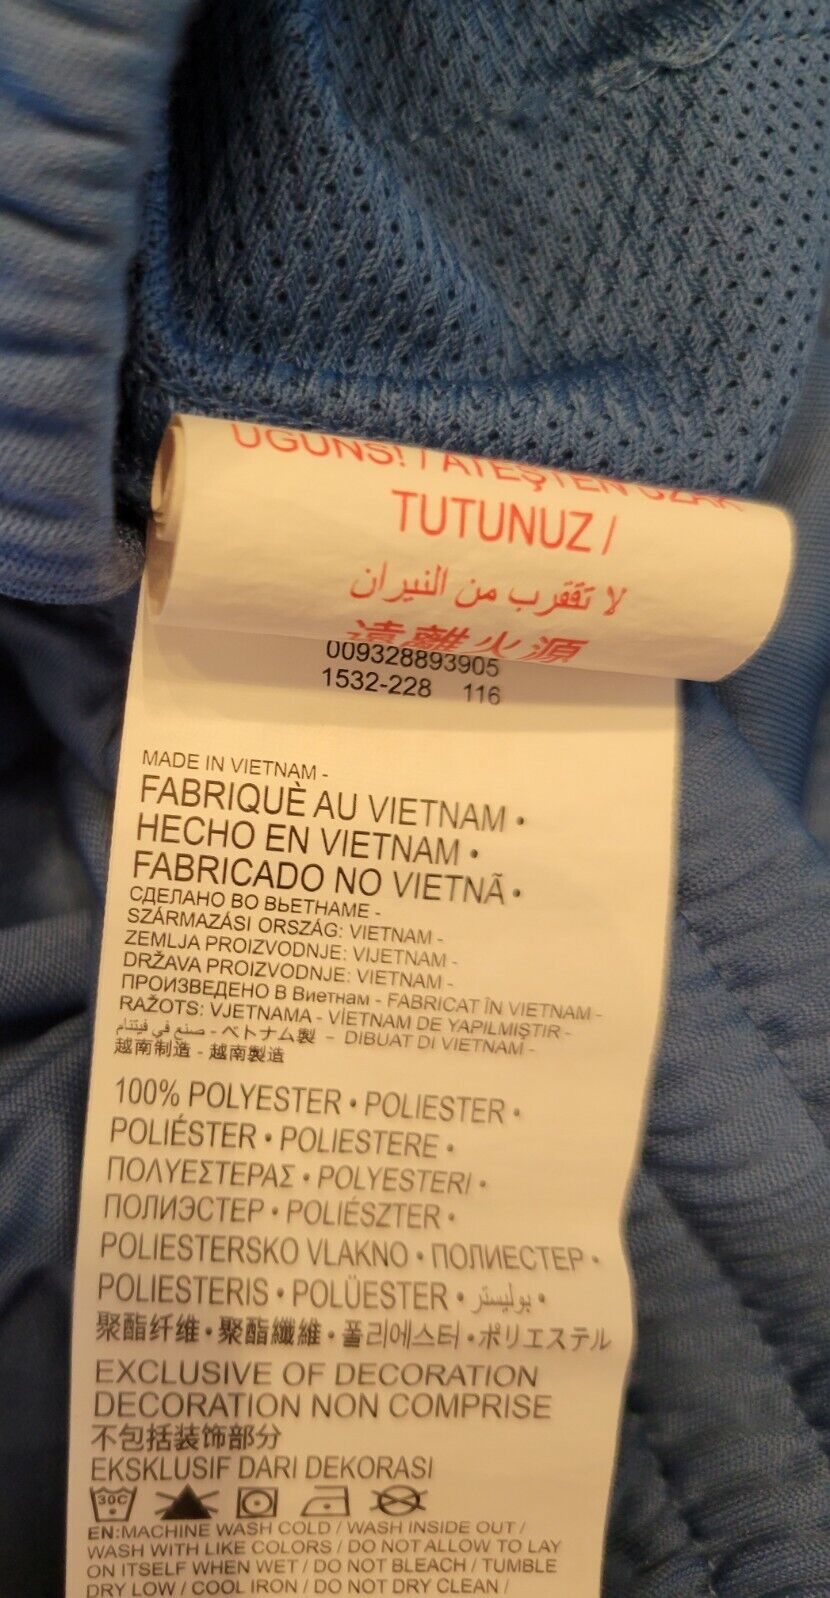 UGUNS! / ATEŞTEN UZAK
TUTUNUZ /
لا تقترب من النيران
遠離火源
009328893905
1532-228 116
MADE IN VIETNAM -
FABRIQUÈ AU VIETNAM •
HECHO EN VIETNAM •
FABRICADO NO VIETNÃ •
СДЕЛАНО ВО ВЬЕТНАМЕ -
SZÁRMAZÁSI ORSZÁG: VIETNAM -
ZEMLJA PROIZVODNJE: VIJETNAM -
DRŽAVA PROIZVODNJE: VIETNAM -
ПРОИЗВЕДЕНО В Виетнам - FABRICAT ÎN VIETNAM -
RAŽOTS: VJETNAMA - VİETNAM DE YAPILMIŞTIR -
صنع في فيتنام - ベトナム製 - DIBUAT DI VIETNAM -
越南制造 - 越南製造
100% POLYESTER • POLIESTER •
POLIÉSTER • POLIESTERE •
ΠΟΛΥΕΣΤΕΡΑΣ • POLYESTERI •
ПОЛИЭСТЕР • POLIÉSZTER •
POLIESTERSKO VLAKNO • ПОЛИЕСТЕР •
POLIESTERIS • POLÜESTER • بوليستر •
聚酯纤维 • 聚酯纖維 • 폴리에스터 • ポリエステル
EXCLUSIVE OF DECORATION
DECORATION NON COMPRISE
不包括装饰部分
EKSKLUSIF DARI DEKORASI
30C
EN:MACHINE WASH COLD / WASH INSIDE OUT /
WASH WITH LIKE COLORS / DO NOT ALLOW TO LAY
ON ITSELF WHEN WET / DO NOT BLEACH / TUMBLE
DRY LOW / COOL IRON / DO NOT DRY CLEAN /